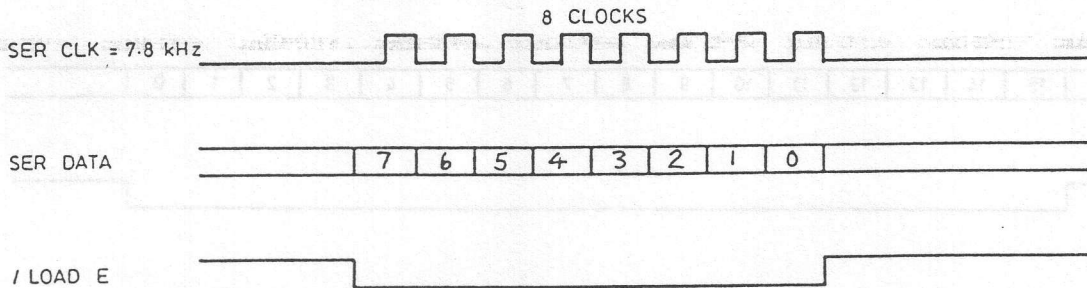 8 CLOCKS
SER CLK = 7.8 kHz
SER DATA 7 6 5 4 3 2 1 0
/ LOAD E